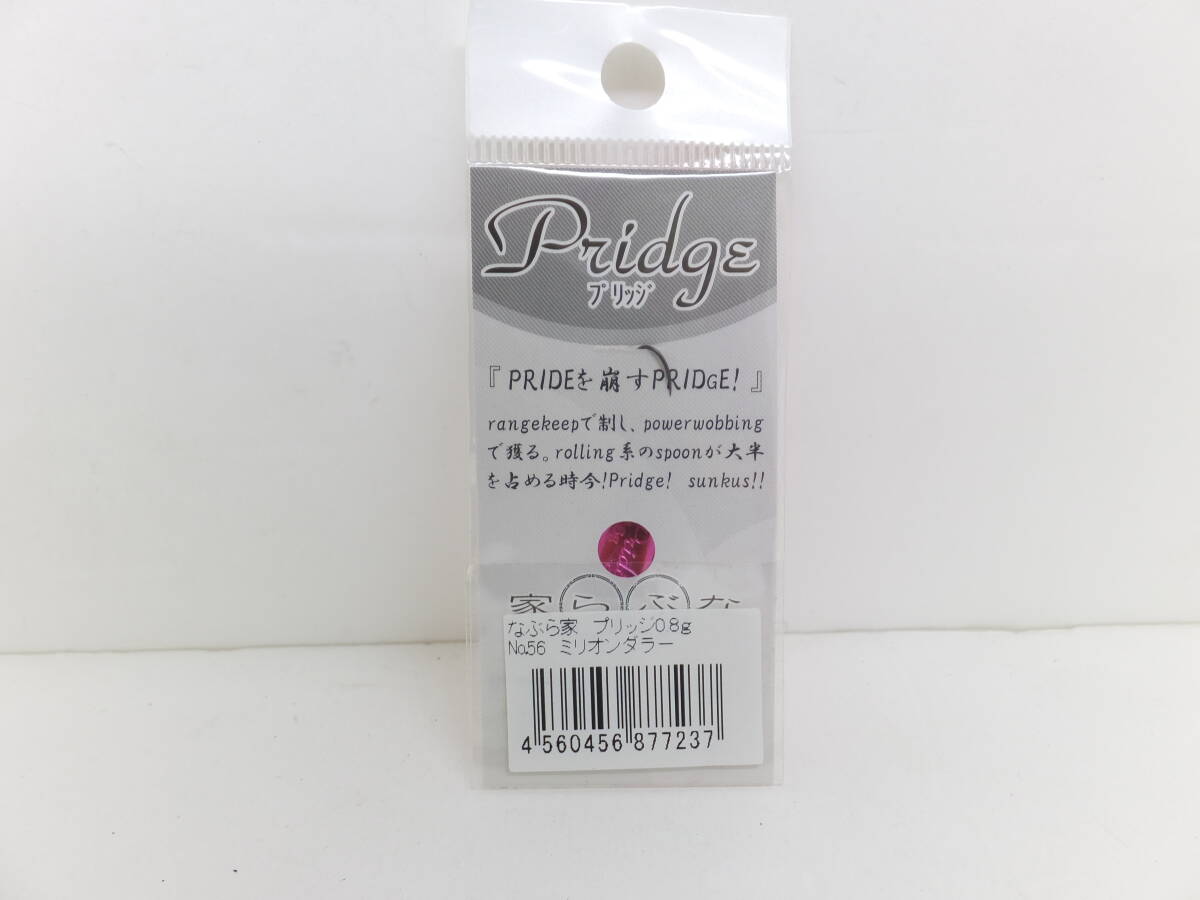 Pridge
プリッジ
『PRIDEを崩すPRIDGE!』
rangekeepで制し、powerwobbing
で獲る。rolling系のspoonが大半
を占める時今!Pridge! sunkus!!
家らぶな
なぶら家 プリッジ0.8g
No.56 ミリオンダラー
4 560456 877237